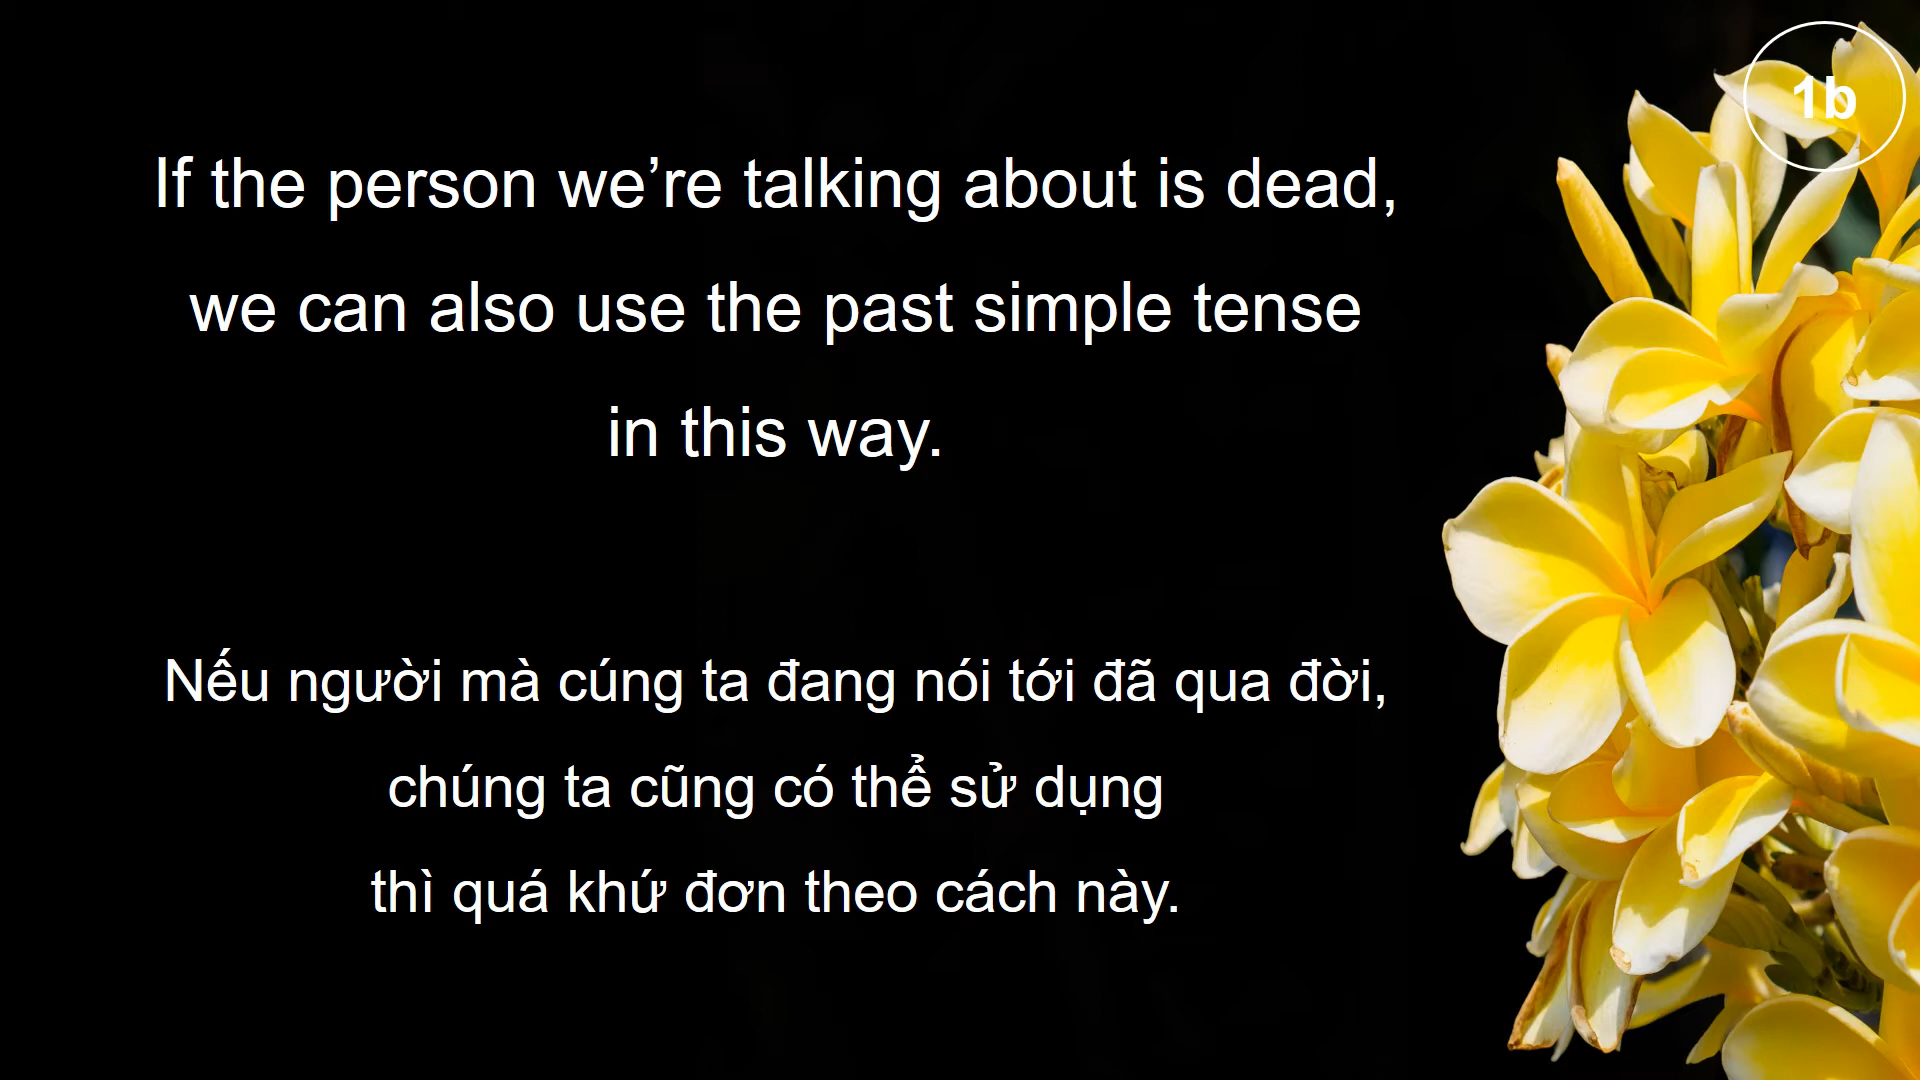 1b
If the person we’re talking about is dead,
we can also use the past simple tense
in this way.
Nếu người mà cúng ta đang nói tới đã qua đời,
chúng ta cũng có thể sử dụng
thì quá khứ đơn theo cách này.